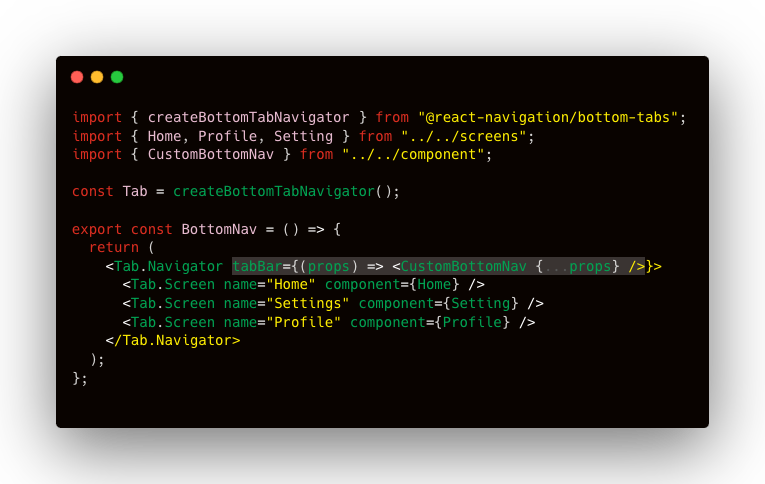 import { createBottomTabNavigator } from "@react-navigation/bottom-tabs";
import { Home, Profile, Setting } from "../../screens";
import { CustomBottomNav } from "../../component";

const Tab = createBottomTabNavigator();

export const BottomNav = () => {
  return (
    <Tab.Navigator tabBar={(props) => <CustomBottomNav {...props} />}>
      <Tab.Screen name="Home" component={Home} />
      <Tab.Screen name="Settings" component={Setting} />
      <Tab.Screen name="Profile" component={Profile} />
    </Tab.Navigator>
  );
};